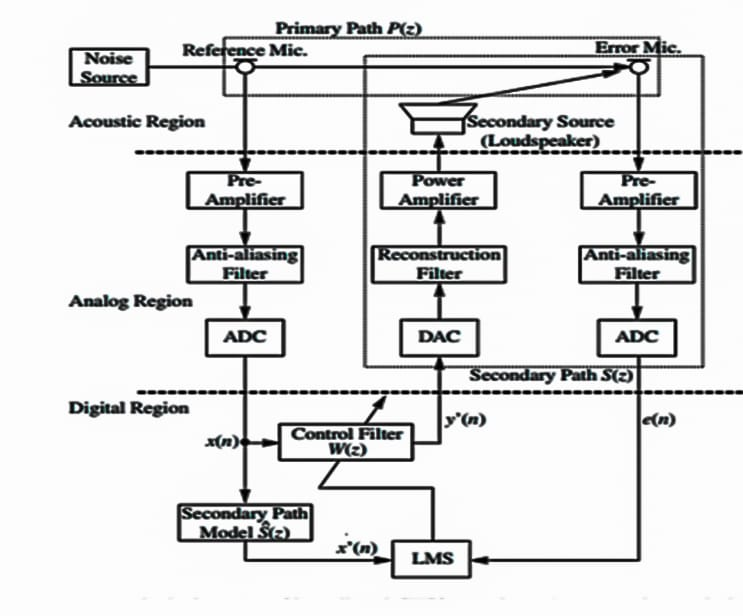 Primary Path P(z)
Noise
Source
Reference Mic.
Error Mic.
Acoustic Region
Secondary Source
(Loudspeaker)
Pre-
Amplifier
Power
Amplifier
Pre-
Amplifier
Anti-aliasing
Filter
Reconstruction
Filter
Anti-aliasing
Filter
Analog Region
ADC
DAC
ADC
Secondary Path S(z)
Digital Region
x(n)
Control Filter
W(z)
y'(n)
e(n)
Secondary Path
Model Ŝ(z)
x'(n)
LMS